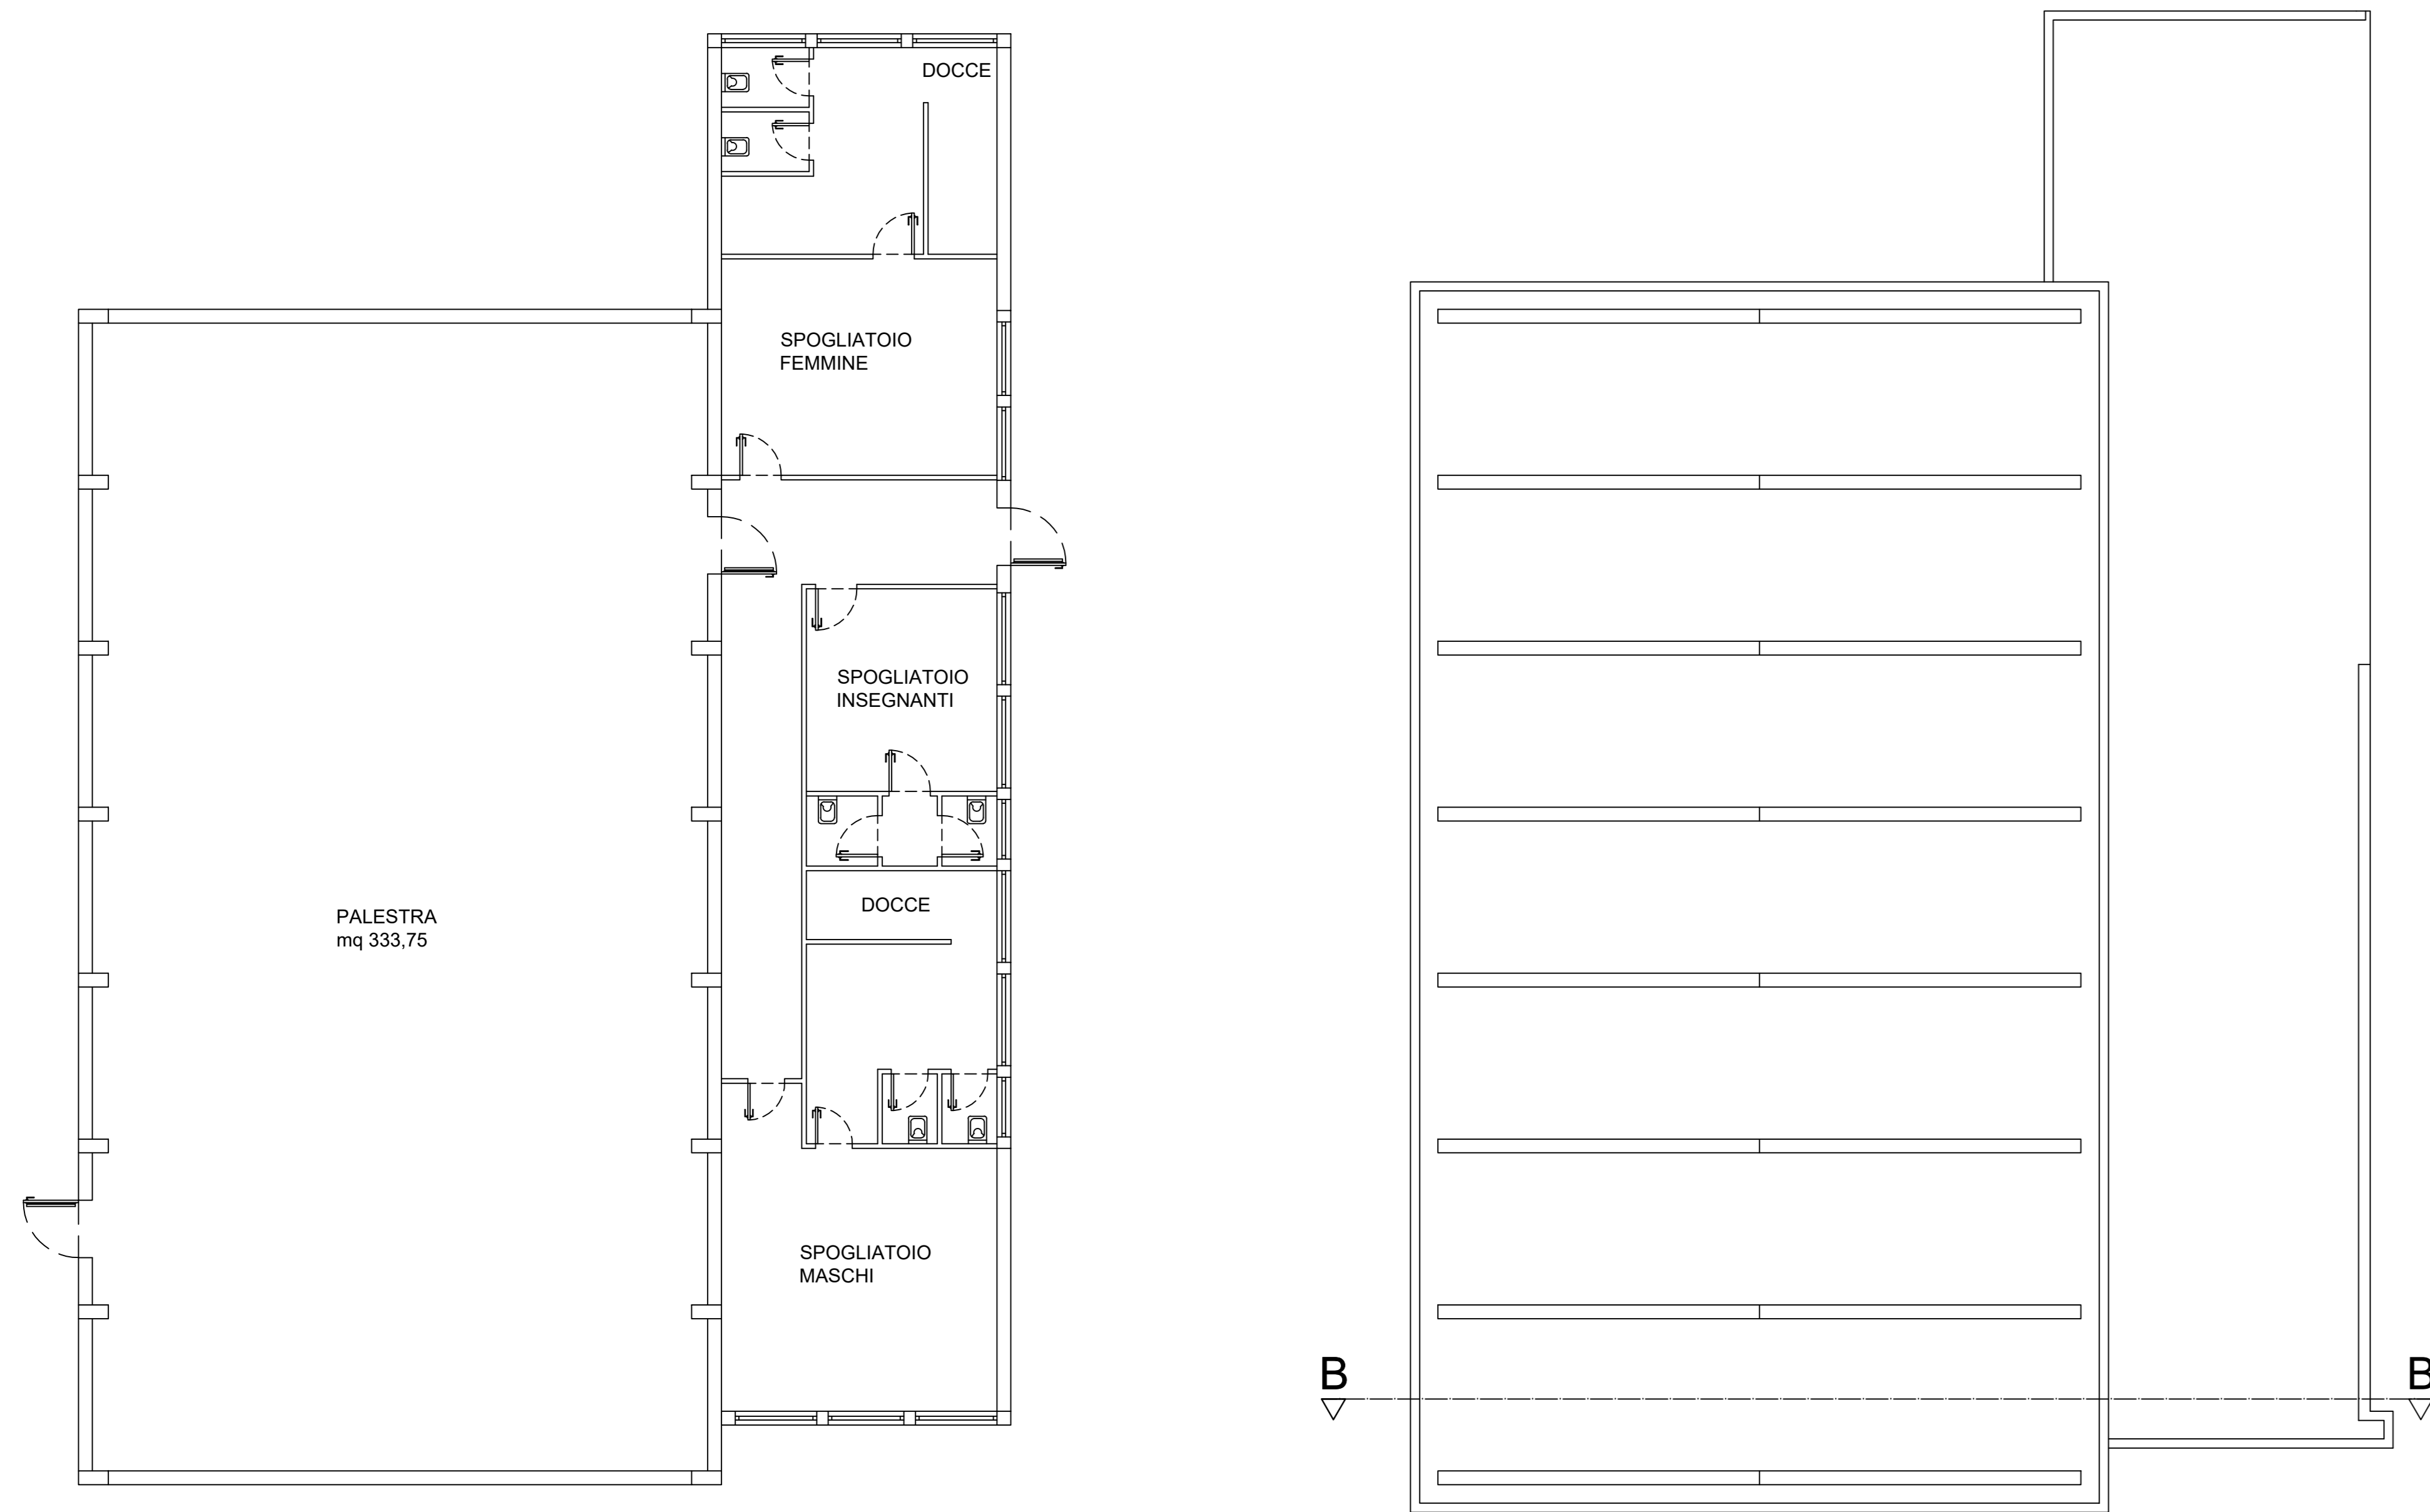 DOCCE
SPOGLIATOIO
FEMMINE
SPOGLIATOIO
INSEGNANTI
DOCCE
PALESTRA
mq 333,75
SPOGLIATOIO
MASCHI
B
B